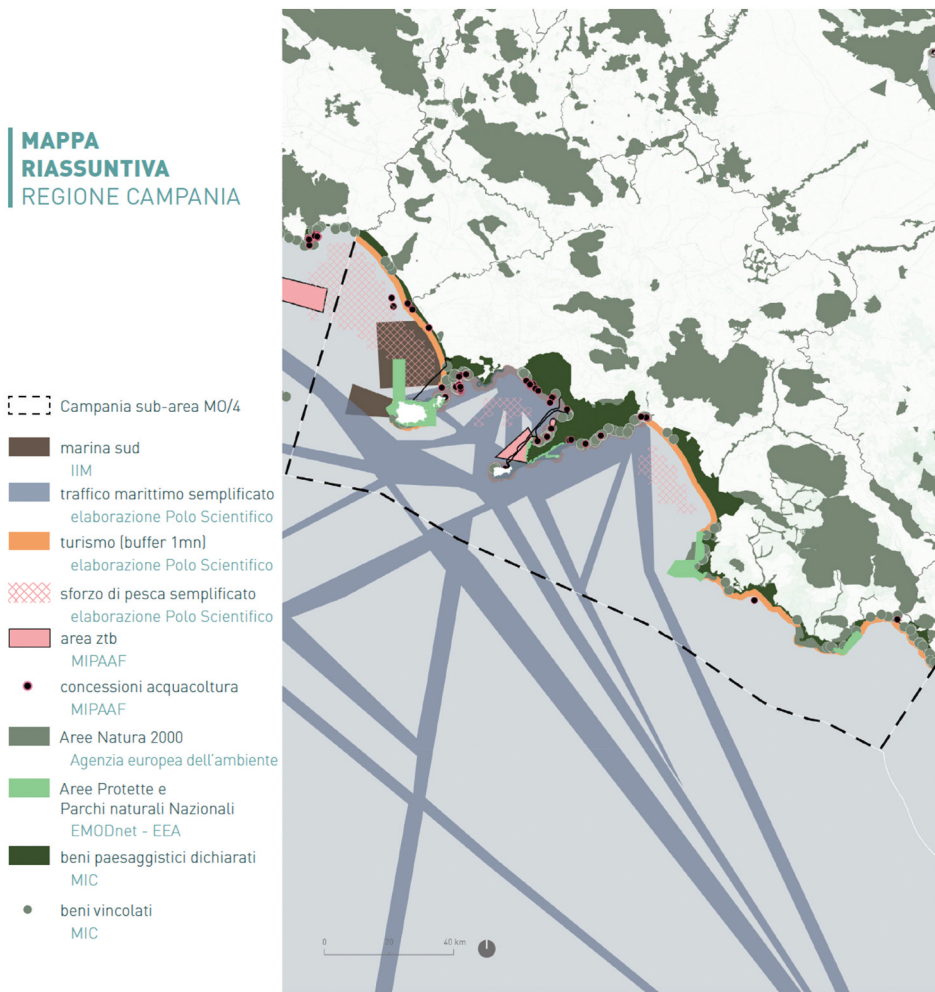 MAPPA
RIASSUNTIVA
REGIONE CAMPANIA
Campania sub-area MO/4
marina sud
IIM
traffico marittimo semplificato
elaborazione Polo Scientifico
turismo (buffer 1mn)
elaborazione Polo Scientifico
sforzo di pesca semplificato
elaborazione Polo Scientifico
area ztb
MIPAAF
concessioni acquacoltura
MIPAAF
Aree Natura 2000
Agenzia europea dell'ambiente
Aree Protette e
Parchi naturali Nazionali
EMODnet - EEA
beni paesaggistici dichiarati
MIC
beni vincolati
MIC
0 20 40 km